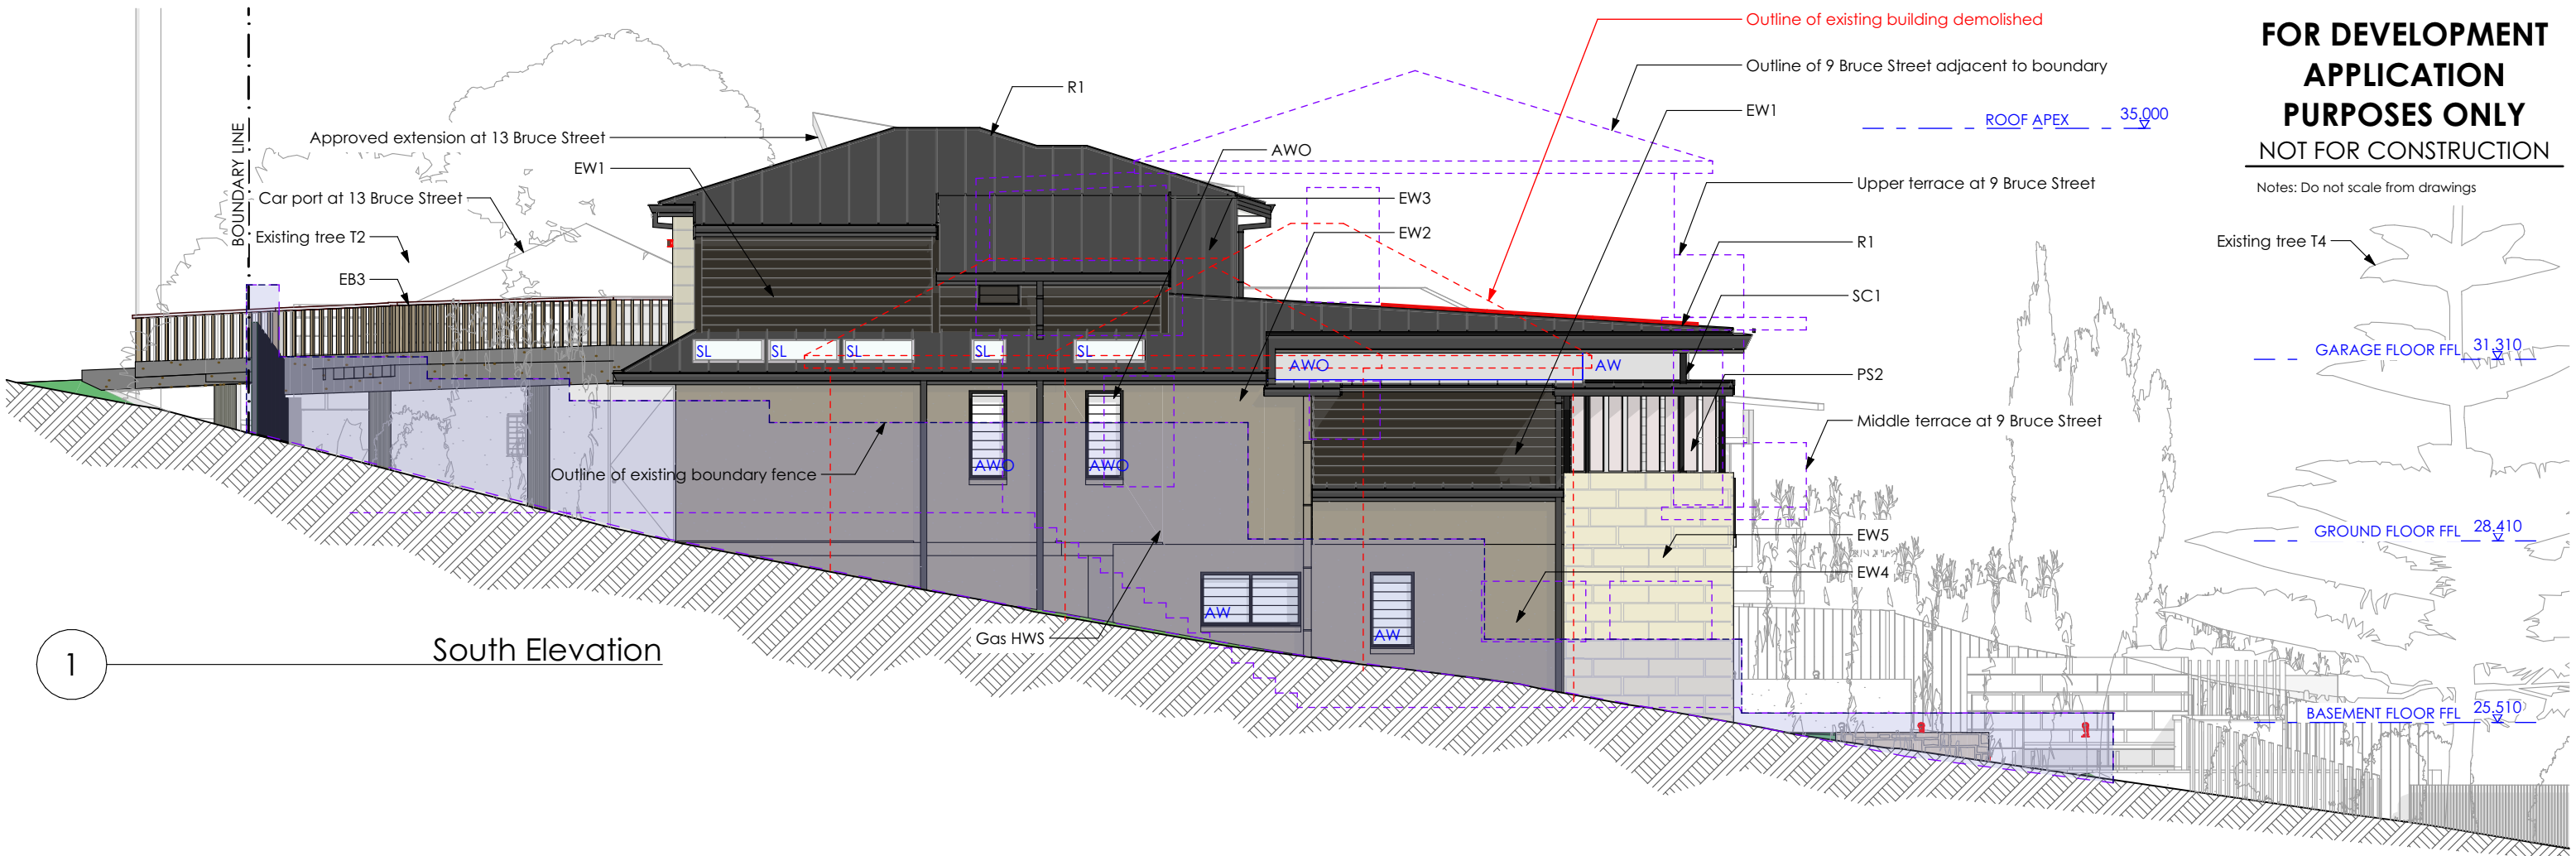 Outline of existing building demolished
FOR DEVELOPMENT
APPLICATION
PURPOSES ONLY
NOT FOR CONSTRUCTION
Notes: Do not scale from drawings
Outline of 9 Bruce Street adjacent to boundary
R1
EW1
ROOF APEX 35.000
Approved extension at 13 Bruce Street
AWO
EW1
Upper terrace at 9 Bruce Street
Car port at 13 Bruce Street
EW3
BOUNDARY LINE
Existing tree T2
EW2
R1
Existing tree T4
EB3
SC1
SL
SL
SL
SL
SL
GARAGE FLOOR FFL 31.310
AWO
AW
PS2
Middle terrace at 9 Bruce Street
AWO
AWO
Outline of existing boundary fence
GROUND FLOOR FFL 28.410
EW5
EW4
AW
AW
Gas HWS
1
South Elevation
BASEMENT FLOOR FFL 25.510